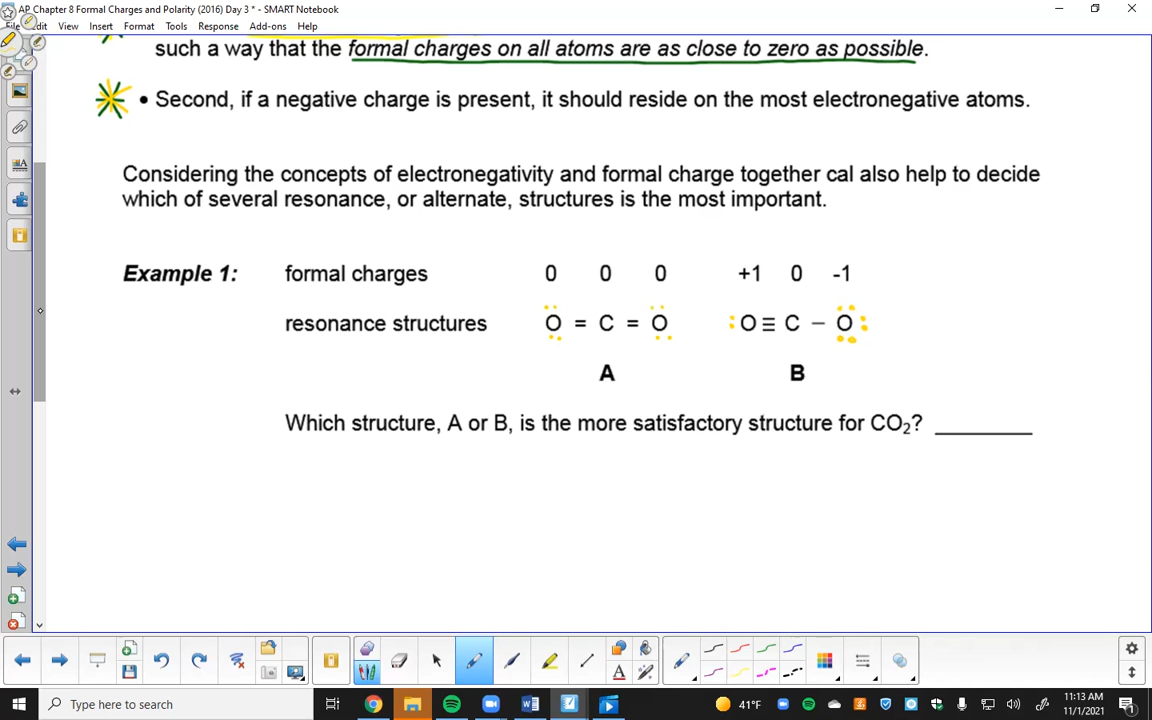 AP Chapter 8 Formal Charges and Polarity (2016) Day 3 * - SMART Notebook
File Edit View Insert Format Tools Response Add-ons Help
such a way that the formal charges on all atoms are as close to zero as possible.
• Second, if a negative charge is present, it should reside on the most electronegative atoms.
Considering the concepts of electronegativity and formal charge together cal also help to decide
which of several resonance, or alternate, structures is the most important.
Example 1: formal charges 0 0 0 +1 0 -1
resonance structures O = C = O O ≡ C – O
A B
Which structure, A or B, is the more satisfactory structure for CO₂? ________
Type here to search
41°F
11:13 AM
11/1/2021